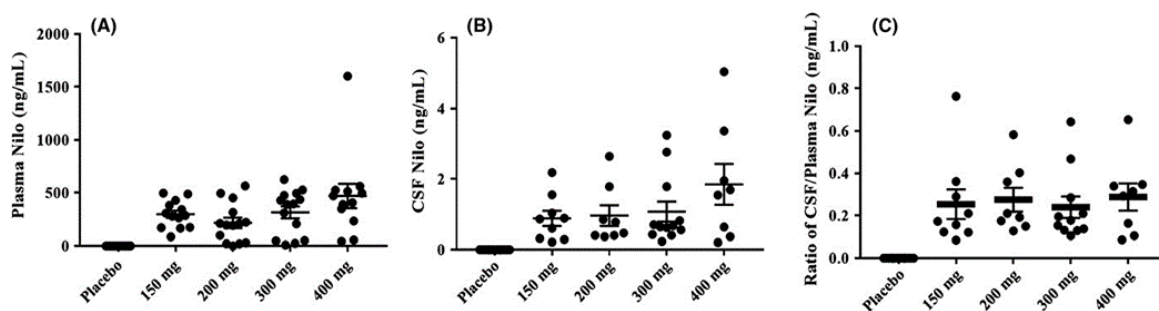 (A)
Plasma Nilo (ng/mL)
2000
1500
1000
500
0
Placebo
150 mg
200 mg
300 mg
400 mg
(B)
CSF Nilo (ng/mL)
6
4
2
0
Placebo
150 mg
200 mg
300 mg
400 mg
(C)
Ratio of CSF/Plasma Nilo (ng/mL)
1.0
0.8
0.6
0.4
0.2
0.0
Placebo
150 mg
200 mg
300 mg
400 mg